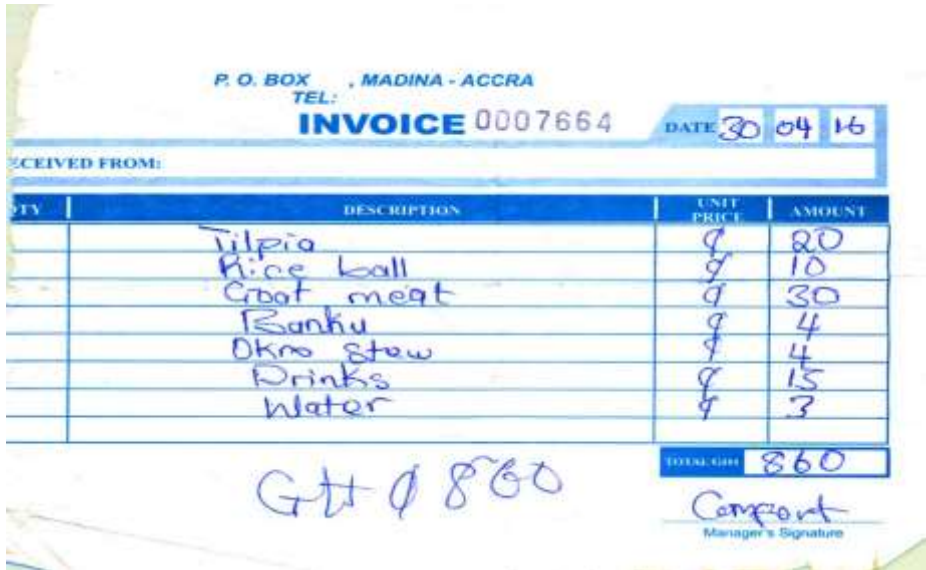 P. O. BOX , MADINA - ACCRA
TEL:
INVOICE 0007664 DATE 30 04 16
ECEIVED FROM:
TY DESCRIPTION UNIT PRICE AMOUNT
Tilpia ₵ 20
Rice ball ₵ 10
Goat meat ₵ 30
Banku ₵ 4
Okro stew ₵ 4
Drinks ₵ 15
Water ₵ 3
TOTAL GH¢ 860
GH ₵ 860
Comfort
Manager's Signature